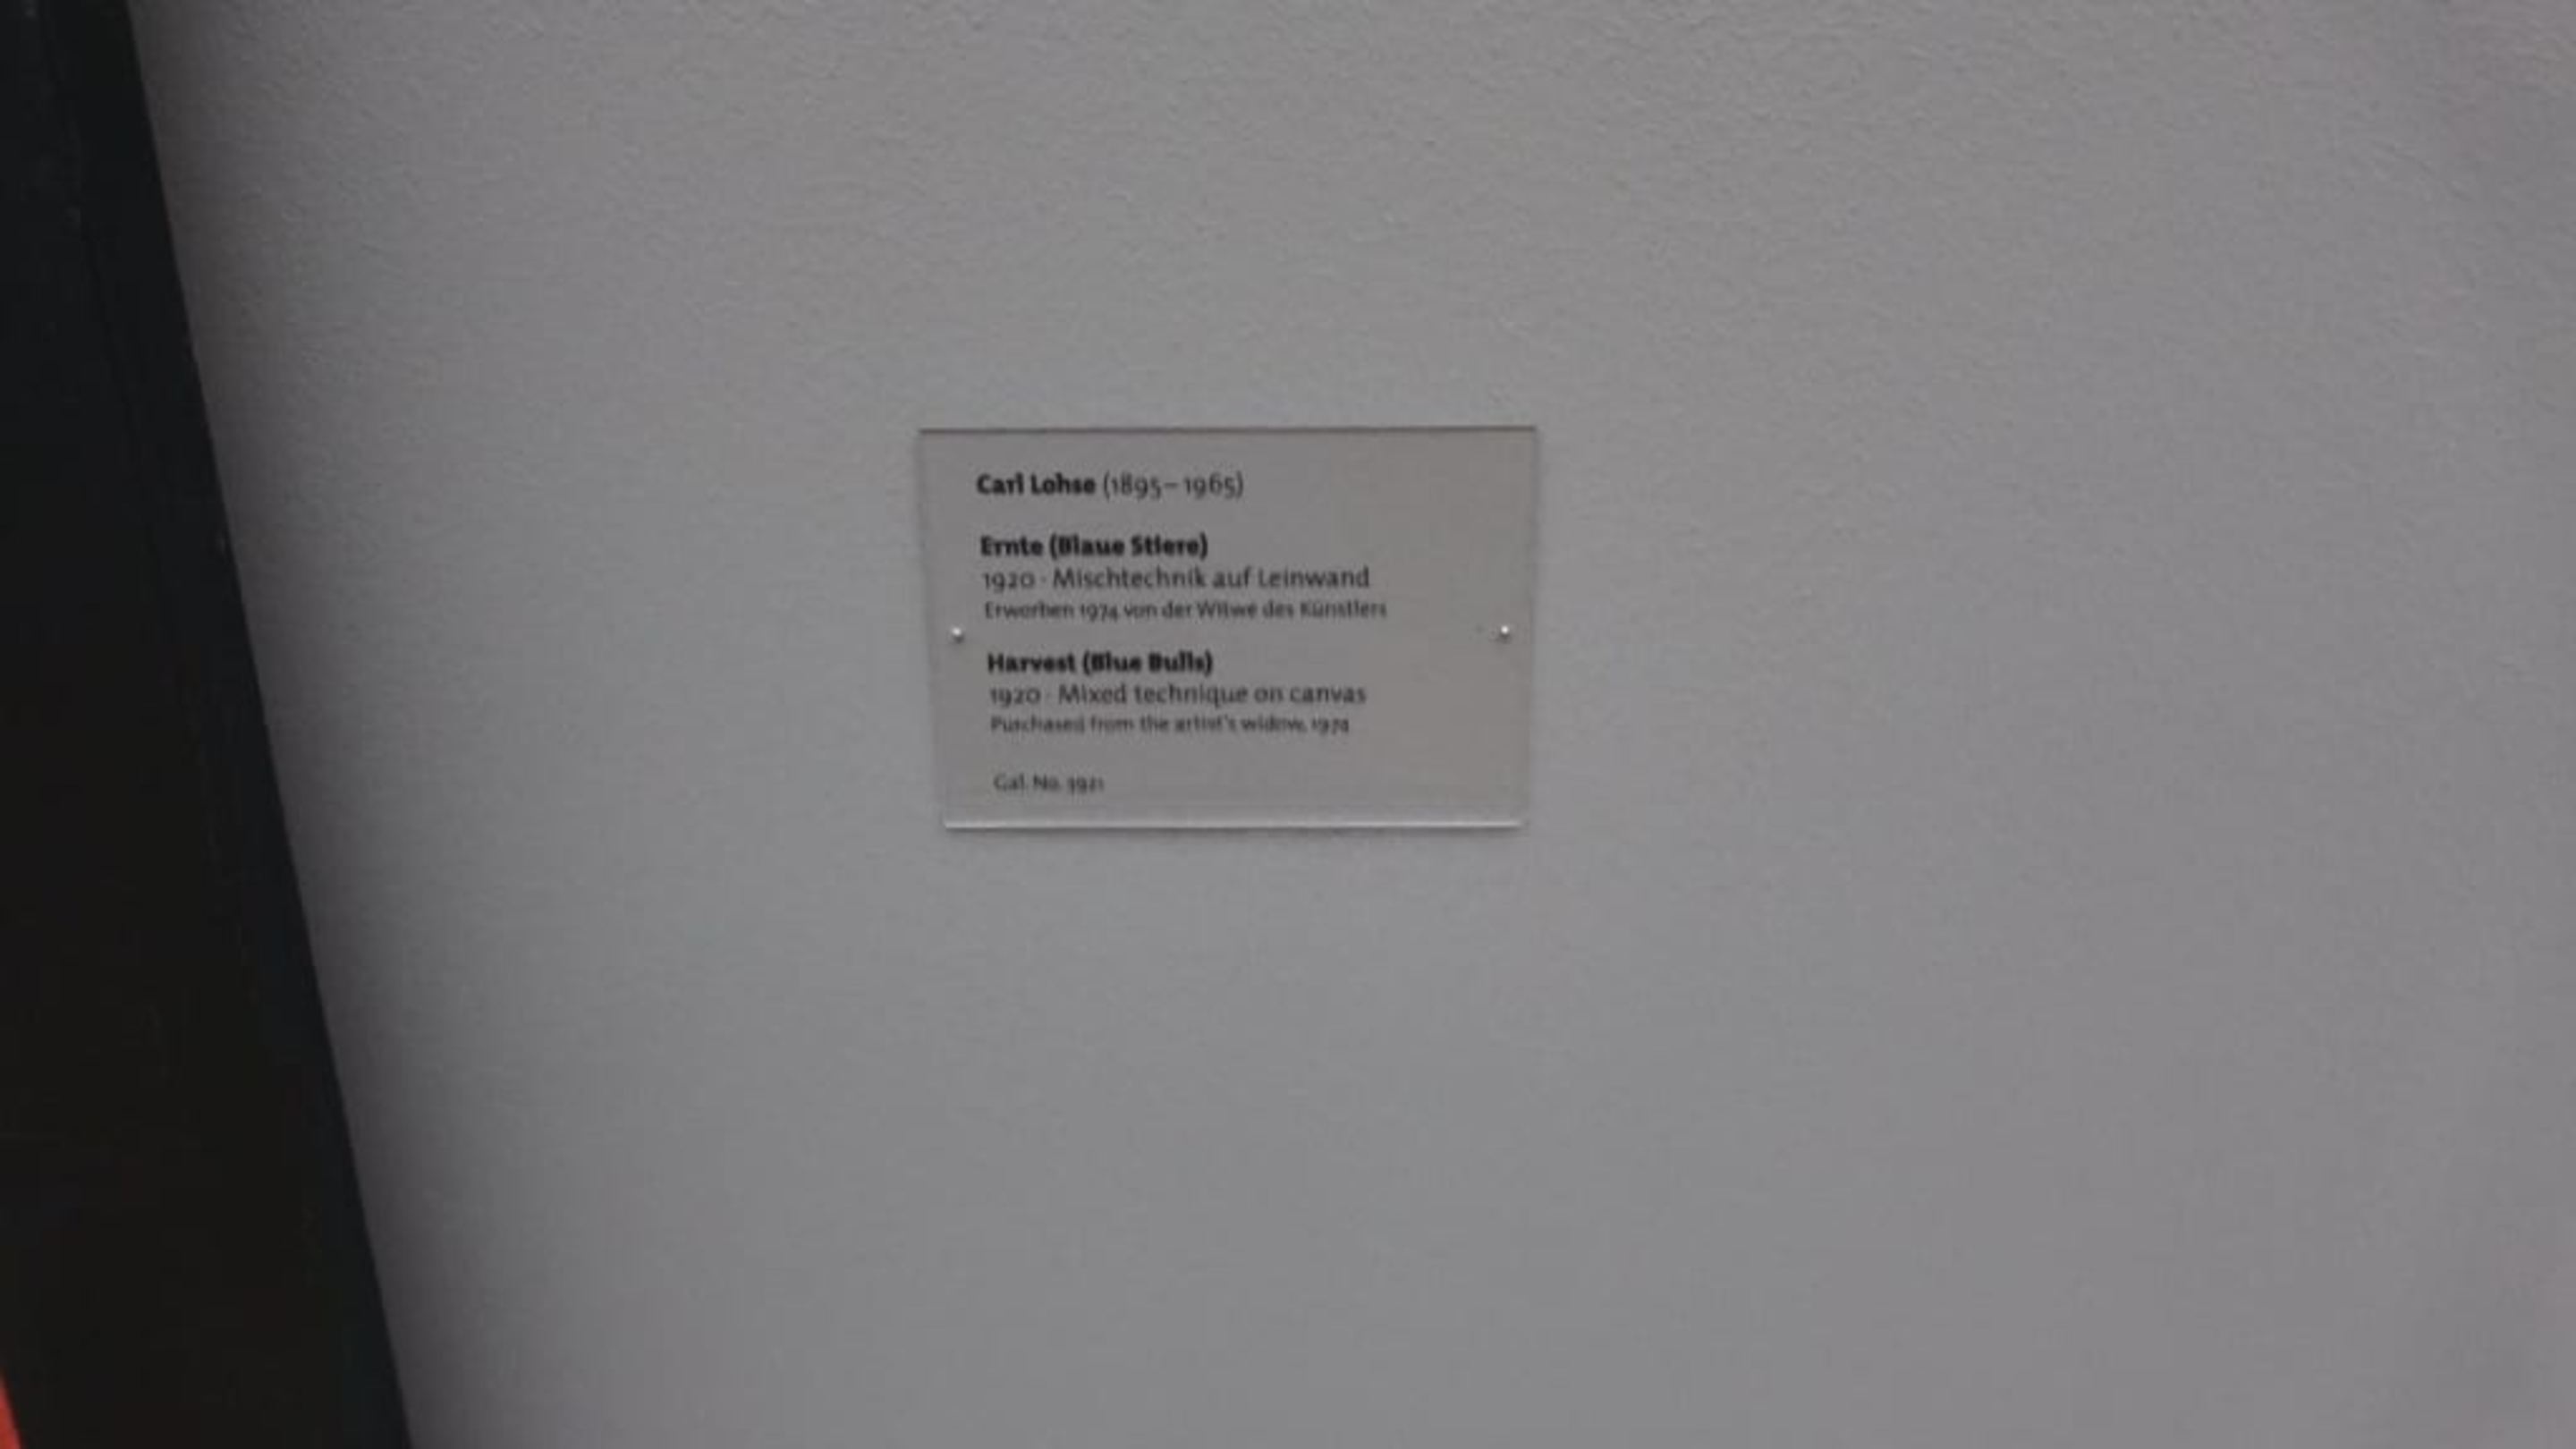 Carl Lohse (1895–1965)
Ernte (Blaue Stiere)
1920 · Mischtechnik auf Leinwand
Erworben 1974 von der Witwe des Künstlers
Harvest (Blue Bulls)
1920 · Mixed technique on canvas
Purchased from the artist's widow, 1974
Gal. No. 3921